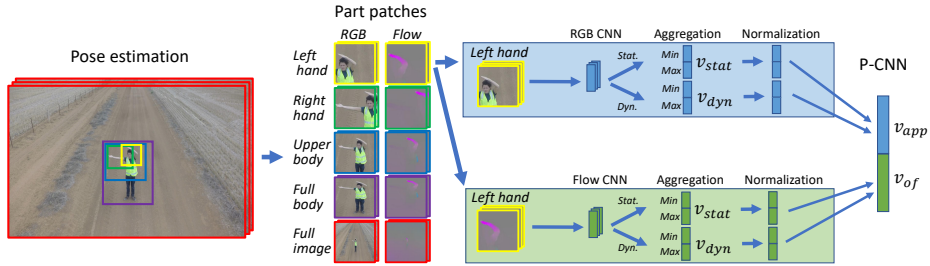 Pose estimation
Part patches
RGB Flow
Left hand
Right hand
Upper body
Full body
Full image
RGB CNN Aggregation Normalization
Left hand
Stat.
Dyn.
Min
Max
v_stat
Min
Max
v_dyn
Flow CNN Aggregation Normalization
Left hand
Stat.
Dyn.
Min
Max
v_stat
Min
Max
v_dyn
P-CNN
v_app
v_of